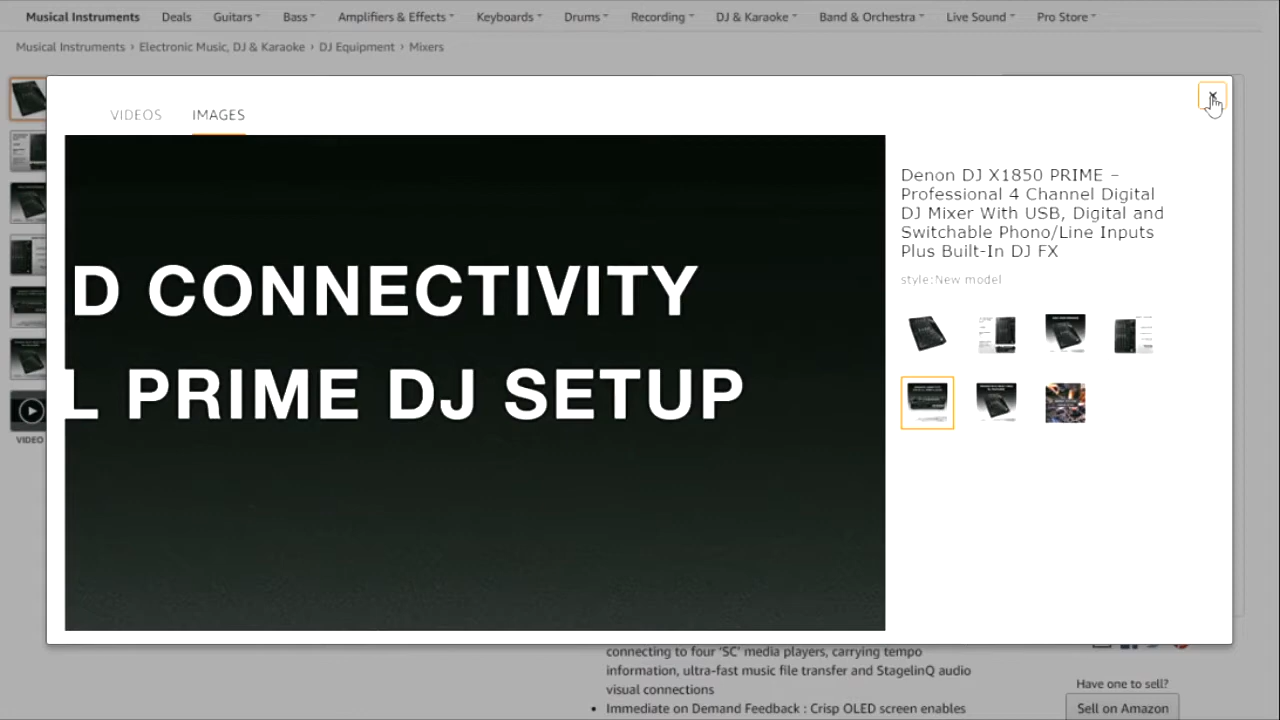 Musical Instruments Deals Guitars Bass Amplifiers & Effects Keyboards Drums Recording DJ & Karaoke Band & Orchestra Live Sound Pro Store
Musical Instruments › Electronic Music, DJ & Karaoke › DJ Equipment › Mixers
VIDEOS IMAGES
D CONNECTIVITY
L PRIME DJ SETUP
Denon DJ X1850 PRIME –
Professional 4 Channel Digital
DJ Mixer With USB, Digital and
Switchable Phono/Line Inputs
Plus Built-In DJ FX
style:New model
VIDEO
connecting to four ‘SC’ media players, carrying tempo
information, ultra-fast music file transfer and StagelinQ audio
visual connections
• Immediate on Demand Feedback : Crisp OLED screen enables
Have one to sell?
Sell on Amazon